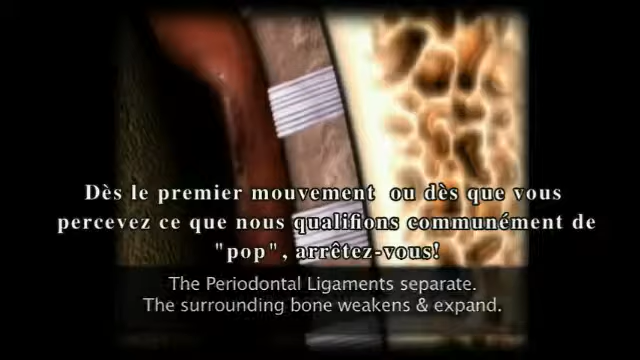 Dès le premier mouvement ou dès que vous
percevez ce que nous qualifions communément de
"pop", arrêtez-vous!
The Periodontal Ligaments separate.
The surrounding bone weakens & expand.